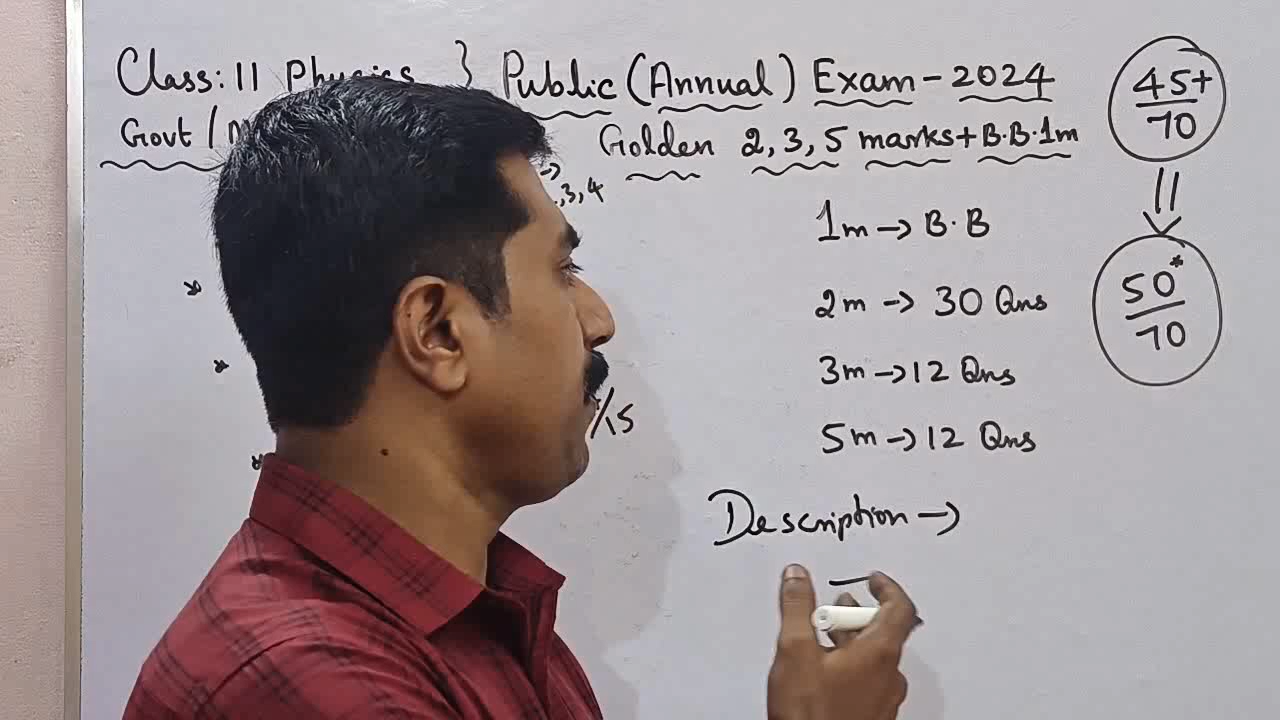 Class: 11 Physics } Public (Annual) Exam - 2024
Govt / Golden 2, 3, 5 marks + B.B. 1m
→
,3,4
45+/70
1m → B.B
2m → 30 Qns
50*/70
3m → 12 Qns
/15
5m → 12 Qns
Description →